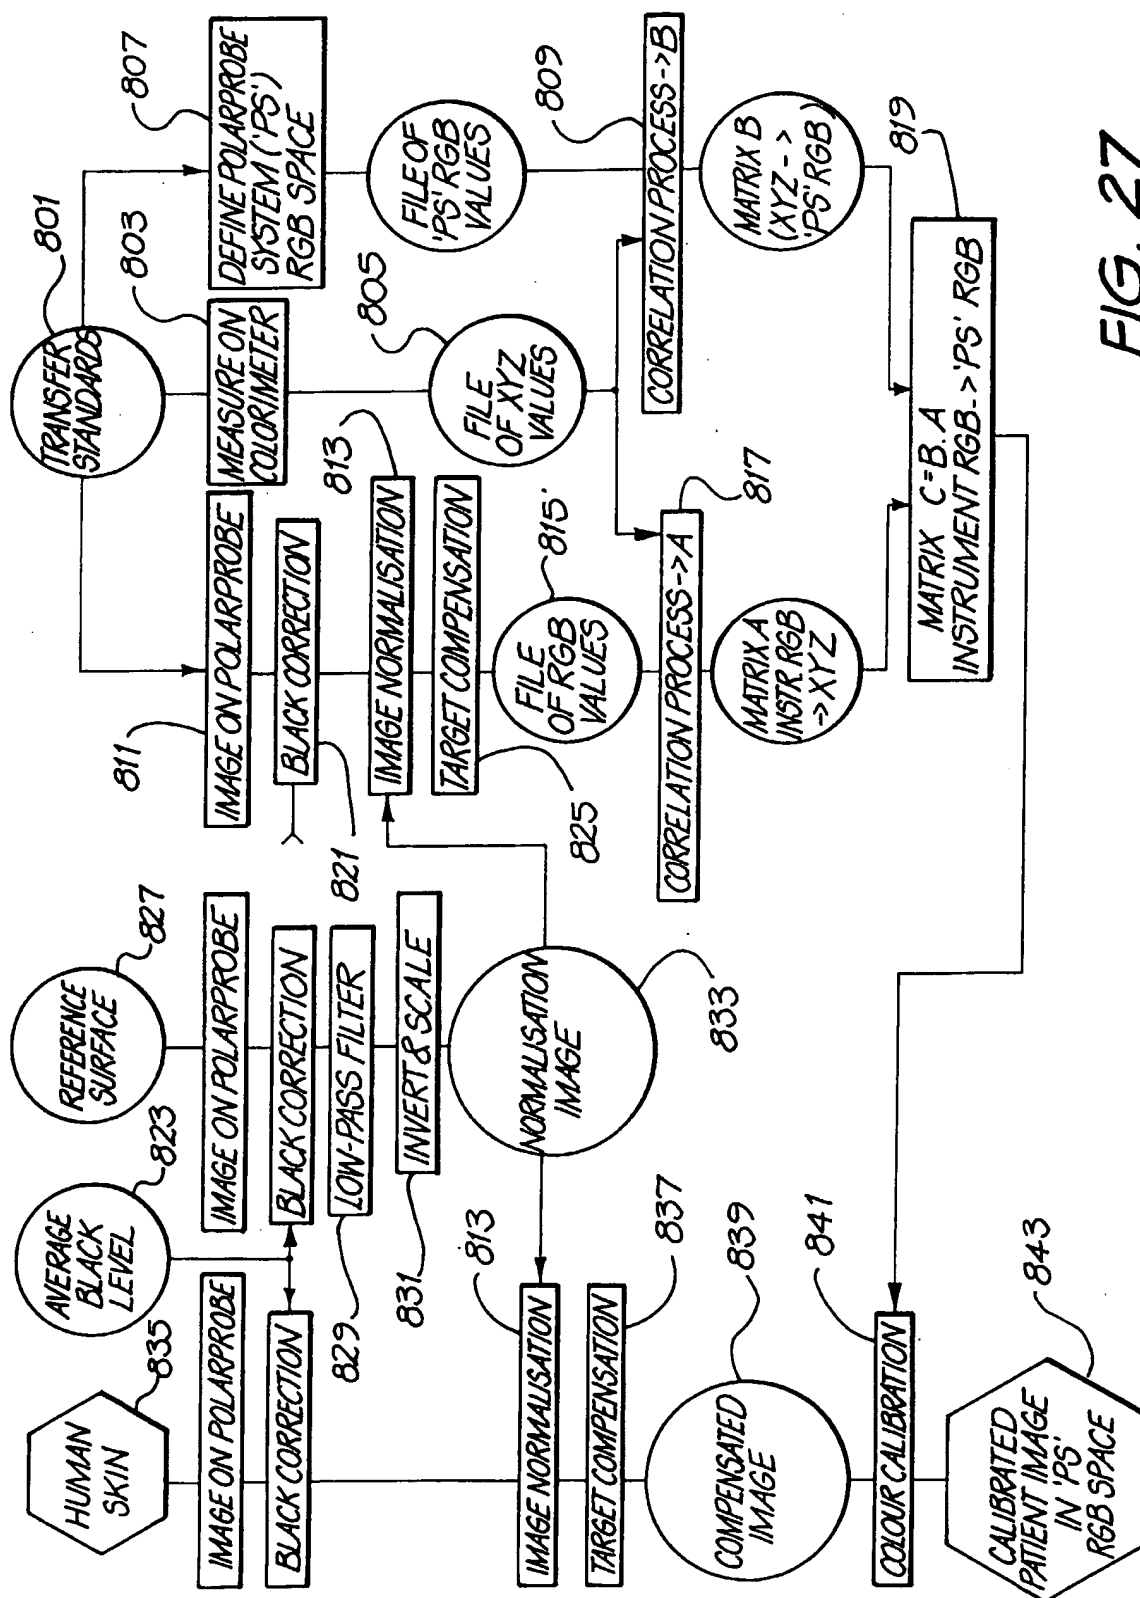 HUMAN
SKIN
835
IMAGE ON POLARPROBE
BLACK CORRECTION
IMAGE NORMALISATION
813
TARGET COMPENSATION
837
COMPENSATED
IMAGE
839
COLOUR CALIBRATION
841
CALIBRATED
PATIENT IMAGE
IN 'PS'
RGB SPACE
843
AVERAGE
BLACK
LEVEL
823
REFERENCE
SURFACE
827
IMAGE ON POLARPROBE
BLACK CORRECTION
LOW-PASS FILTER
829
INVERT & SCALE
831
NORMALISATION
IMAGE
833
TRANSFER
STANDARDS
801
IMAGE ON POLARPROBE
811
BLACK CORRECTION
821
IMAGE NORMALISATION
813
TARGET COMPENSATION
825
FILE
OF RGB
VALUES
815'
CORRELATION PROCESS->A
817
MATRIX A
INSTR RGB
->XYZ
MEASURE ON
COLORIMETER
803
FILE
OF XYZ
VALUES
805
DEFINE POLARPROBE
SYSTEM ('PS')
RGB SPACE
807
FILE OF
'PS' RGB
VALUES
CORRELATION PROCESS->B
809
MATRIX B
(XYZ->
'PS' RGB)
MATRIX C=B.A
INSTRUMENT RGB->'PS' RGB
819
FIG. 27